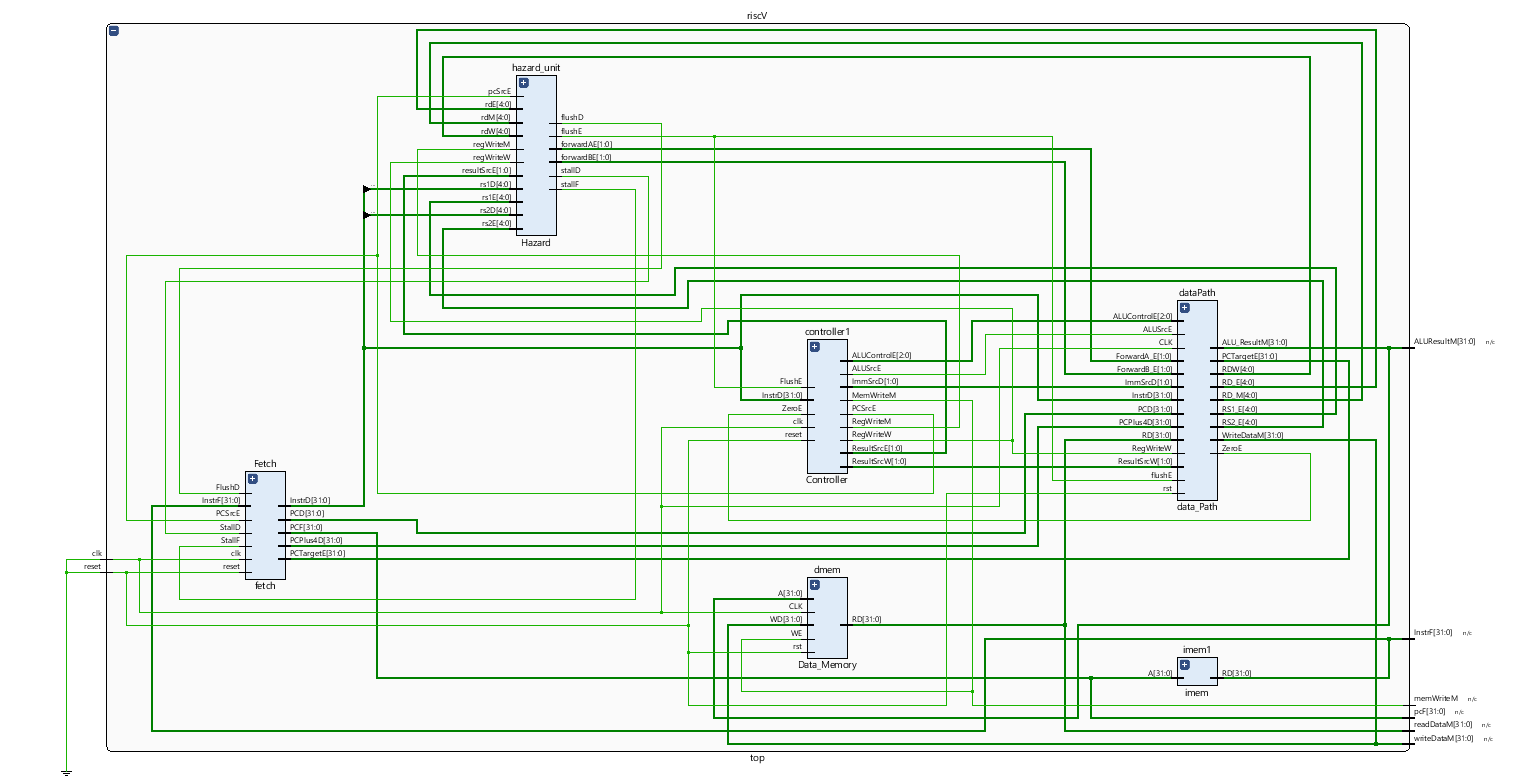 riscV
hazard_unit
pcSrcE
rdE[4:0]
rdM[4:0]
rdW[4:0]
regWriteM
regWriteW
resultSrcE[1:0]
rs1D[4:0]
rs1E[4:0]
rs2D[4:0]
rs2E[4:0]
flushD
flushE
forwardAE[1:0]
forwardBE[1:0]
stallD
stallF
Hazard
dataPath
ALUControlE[2:0]
ALUSrcE
CLK
ForwardA_E[1:0]
ForwardB_E[1:0]
ImmSrcD[1:0]
InstrD[31:0]
PCD[31:0]
PCPlus4D[31:0]
RD[31:0]
RegWriteW
ResultSrcW[1:0]
flushE
rst
ALU_ResultM[31:0]
PCTargetE[31:0]
RDW[4:0]
RD_E[4:0]
RD_M[4:0]
RS1_E[4:0]
RS2_E[4:0]
WriteDataM[31:0]
ZeroE
data_Path
controller1
FlushE
InstrD[31:0]
ZeroE
clk
reset
ALUControlE[2:0]
ALUSrcE
ImmSrcD[1:0]
MemWriteM
PCSrcE
RegWriteM
RegWriteW
ResultSrcE[1:0]
ResultSrcW[1:0]
Controller
Fetch
FlushD
InstrF[31:0]
PCSrcE
StallD
StallF
clk
reset
InstrD[31:0]
PCD[31:0]
PCF[31:0]
PCPlus4D[31:0]
PCTargetE[31:0]
fetch
clk
reset
dmem
A[31:0]
CLK
WD[31:0]
WE
rst
RD[31:0]
Data_Memory
imem1
A[31:0]
RD[31:0]
imem
ALUResultM[31:0] n/c
InstrF[31:0] n/c
memWriteM n/c
pcF[31:0] n/c
readDataM[31:0] n/c
writeDataM[31:0] n/c
top